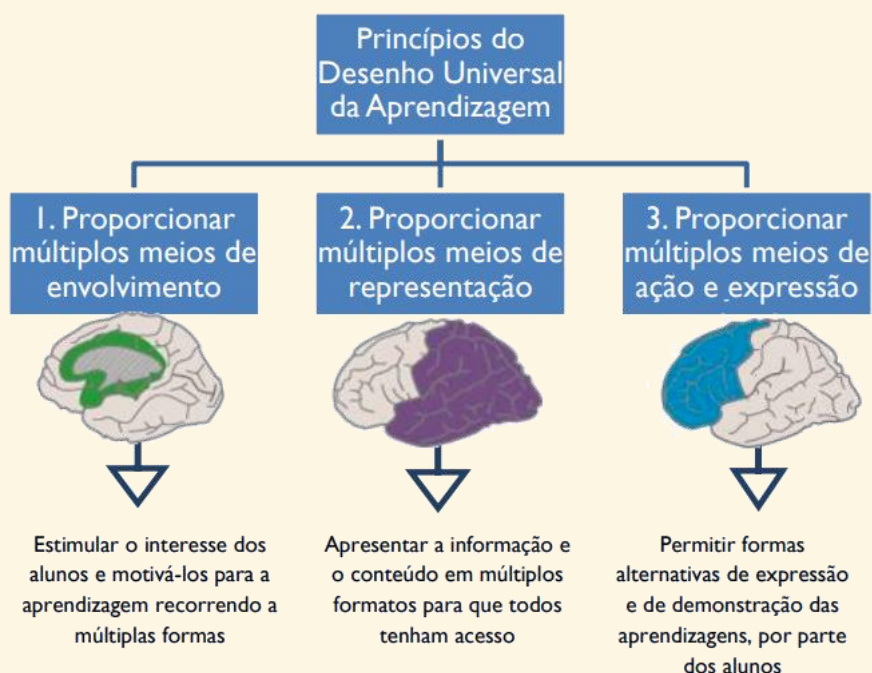 Princípios do
Desenho Universal
da Aprendizagem
1. Proporcionar
múltiplos meios de
envolvimento
2. Proporcionar
múltiplos meios de
representação
3. Proporcionar
múltiplos meios de
ação e expressão
Estimular o interesse dos
alunos e motivá-los para a
aprendizagem recorrendo a
múltiplas formas
Apresentar a informação e
o conteúdo em múltiplos
formatos para que todos
tenham acesso
Permitir formas
alternativas de expressão
e de demonstração das
aprendizagens, por parte
dos alunos